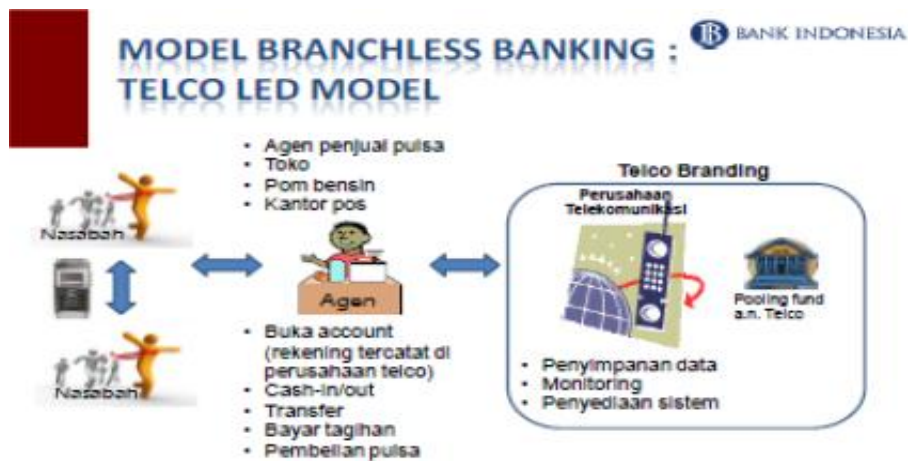 MODEL BRANCHLESS BANKING :
TELCO LED MODEL
BANK INDONESIA
• Agen penjual pulsa
• Toko
• Pom bensin
• Kantor pos
Nasabah
Agen
Nasabah
• Buka account
(rekening tercatat di
perusahaan telco)
• Cash-in/out
• Transfer
• Bayar tagihan
• Pembelian pulsa
Telco Branding
Perusahaan
Telekomunikasi
Pooling fund
a.n. Telco
• Penyimpanan data
• Monitoring
• Penyediaan sistem